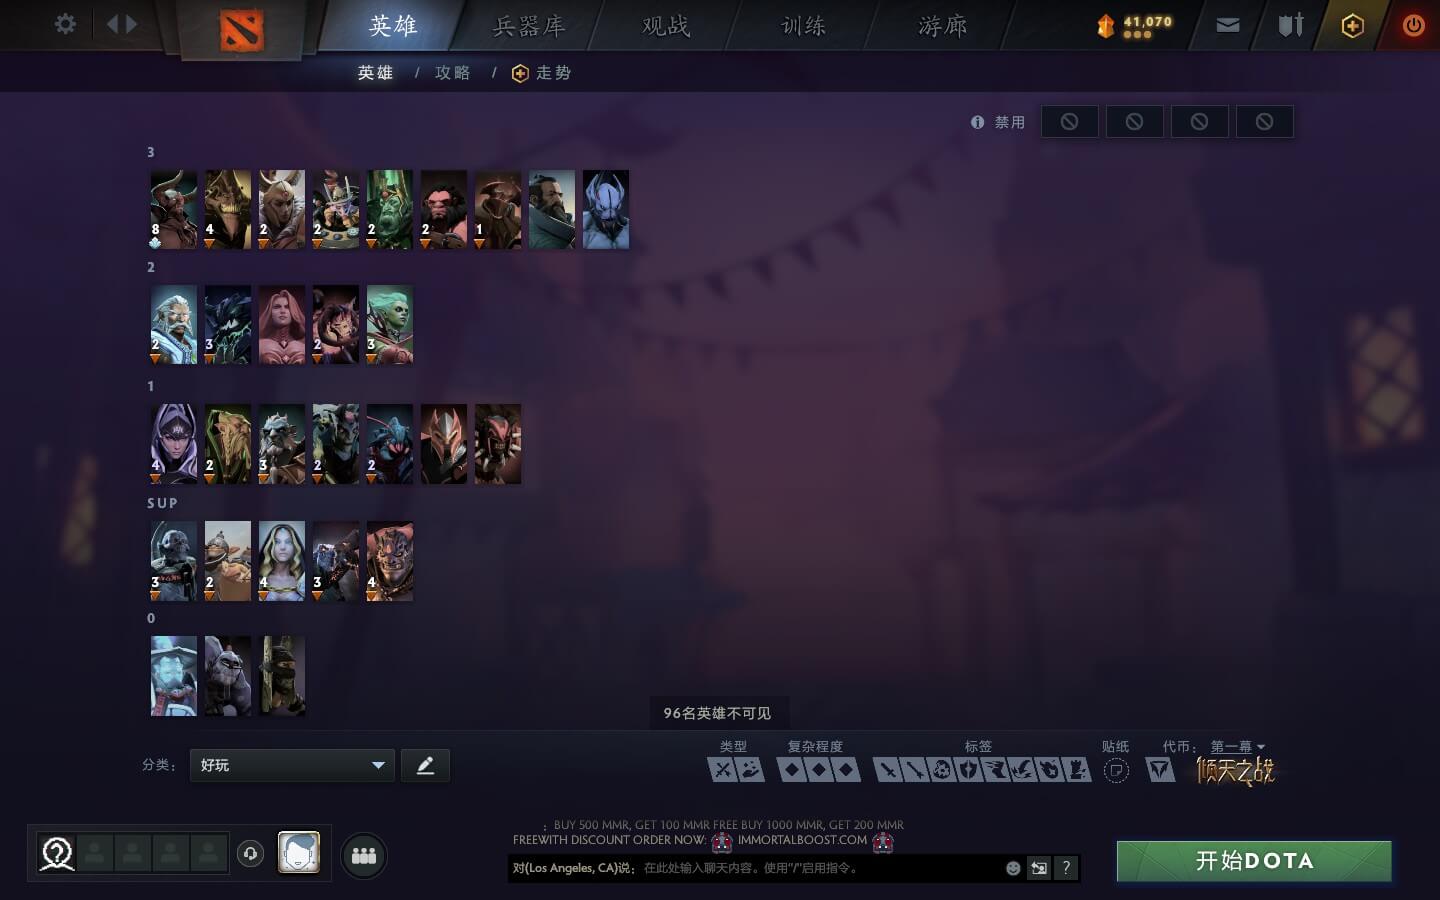 英雄 兵器库 观战 训练 游廊 41,070
英雄 / 攻略 / 走势
禁用
3
8 4 2 2 2 2 1
2
2 3 2 3
1
4 2 3 2 2
SUP
3 2 4 3 4
0
96名英雄不可见
类型 复杂程度 标签 贴纸 代币: 第一幕
分类: 好玩
倾天之战
: BUY 500 MMR, GET 100 MMR FREE BUY 1000 MMR, GET 200 MMR
FREEWITH DISCOUNT ORDER NOW: IMMORTALBOOST.COM
对(Los Angeles, CA)说: 在此处输入聊天内容。使用"/"启用指令。 ?
开始DOTA